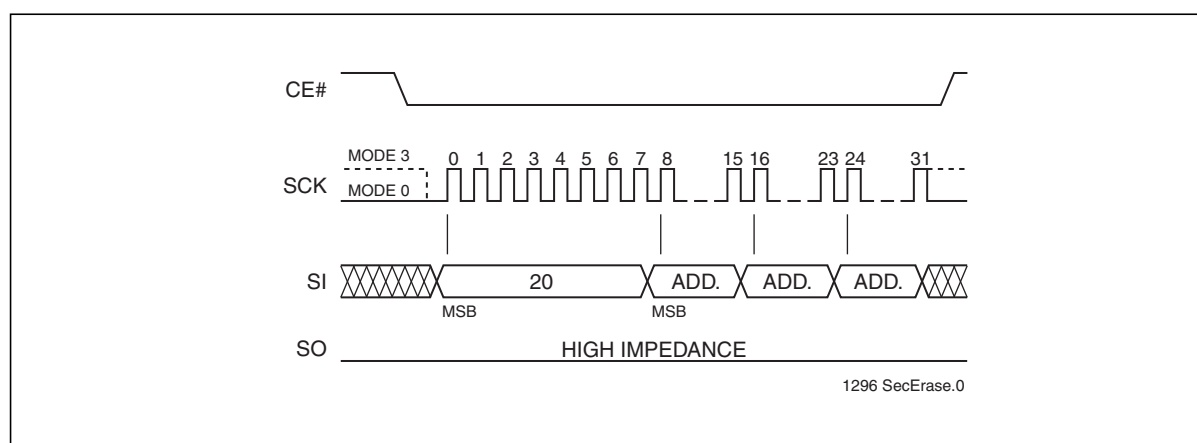 CE#
MODE 3
0 1 2 3 4 5 6 7 8 15 16 23 24 31
SCK
MODE 0
SI
20
ADD.
ADD.
ADD.
MSB
MSB
SO
HIGH IMPEDANCE
1296 SecErase.0